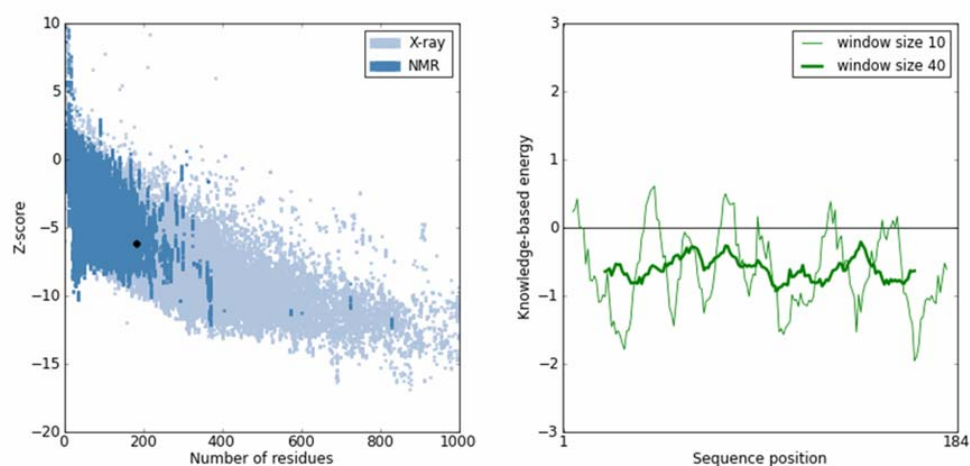 10
5
0
−5
−10
−15
−20
Z-score
0
200
400
600
800
1000
Number of residues
X-ray
NMR
3
2
1
0
−1
−2
−3
Knowledge-based energy
1
184
Sequence position
window size 10
window size 40